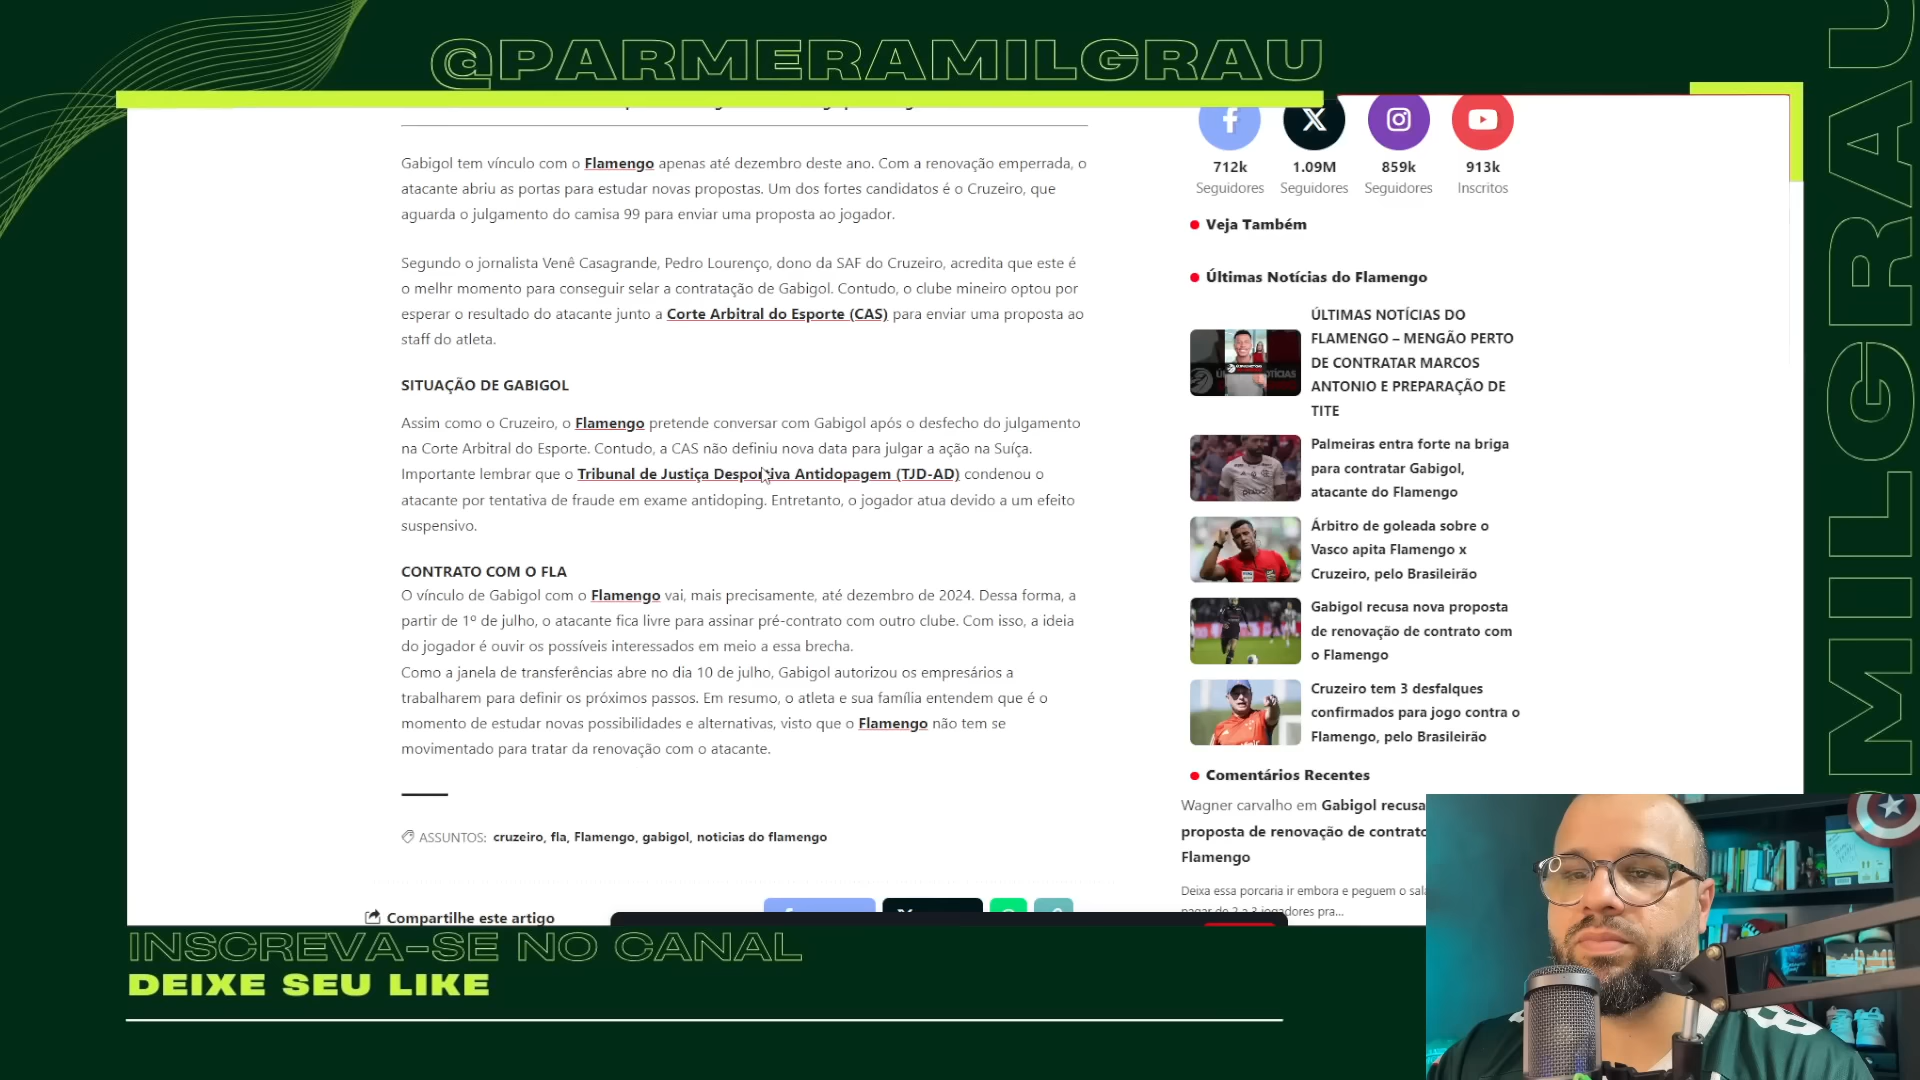 @PARMERAMILGRAU
Gabigol tem vínculo com o Flamengo apenas até dezembro deste ano. Com a renovação emperrada, o
atacante abriu as portas para estudar novas propostas. Um dos fortes candidatos é o Cruzeiro, que
aguarda o julgamento do camisa 99 para enviar uma proposta ao jogador.
Segundo o jornalista Venê Casagrande, Pedro Lourenço, dono da SAF do Cruzeiro, acredita que este é
o melhr momento para conseguir selar a contratação de Gabigol. Contudo, o clube mineiro optou por
esperar o resultado do atacante junto a Corte Arbitral do Esporte (CAS) para enviar uma proposta ao
staff do atleta.
SITUAÇÃO DE GABIGOL
Assim como o Cruzeiro, o Flamengo pretende conversar com Gabigol após o desfecho do julgamento
na Corte Arbitral do Esporte. Contudo, a CAS não definiu nova data para julgar a ação na Suíça.
Importante lembrar que o Tribunal de Justiça Desportiva Antidopagem (TJD-AD) condenou o
atacante por tentativa de fraude em exame antidoping. Entretanto, o jogador atua devido a um efeito
suspensivo.
CONTRATO COM O FLA
O vínculo de Gabigol com o Flamengo vai, mais precisamente, até dezembro de 2024. Dessa forma, a
partir de 1º de julho, o atacante fica livre para assinar pré-contrato com outro clube. Com isso, a ideia
do jogador é ouvir os possíveis interessados em meio a essa brecha.
Como a janela de transferências abre no dia 10 de julho, Gabigol autorizou os empresários a
trabalharem para definir os próximos passos. Em resumo, o atleta e sua família entendem que é o
momento de estudar novas possibilidades e alternativas, visto que o Flamengo não tem se
movimentado para tratar da renovação com o atacante.
ASSUNTOS: cruzeiro, fla, Flamengo, gabigol, noticias do flamengo
Compartilhe este artigo
712k
Seguidores
1.09M
Seguidores
859k
Seguidores
913k
Inscritos
Veja Também
Últimas Notícias do Flamengo
ÚLTIMAS NOTÍCIAS DO
FLAMENGO – MENGÃO PERTO
DE CONTRATAR MARCOS
ANTONIO E PREPARAÇÃO DE
TITE
Palmeiras entra forte na briga
para contratar Gabigol,
atacante do Flamengo
Árbitro de goleada sobre o
Vasco apita Flamengo x
Cruzeiro, pelo Brasileirão
Gabigol recusa nova proposta
de renovação de contrato com
o Flamengo
Cruzeiro tem 3 desfalques
confirmados para jogo contra o
Flamengo, pelo Brasileirão
Comentários Recentes
Wagner carvalho em Gabigol recusa
proposta de renovação de contrato
Flamengo
Deixa essa porcaria ir embora e peguem o sala
pagar do 2 a 3 jogadores pra...
INSCREVA-SE NO CANAL
DEIXE SEU LIKE
MILGRAU